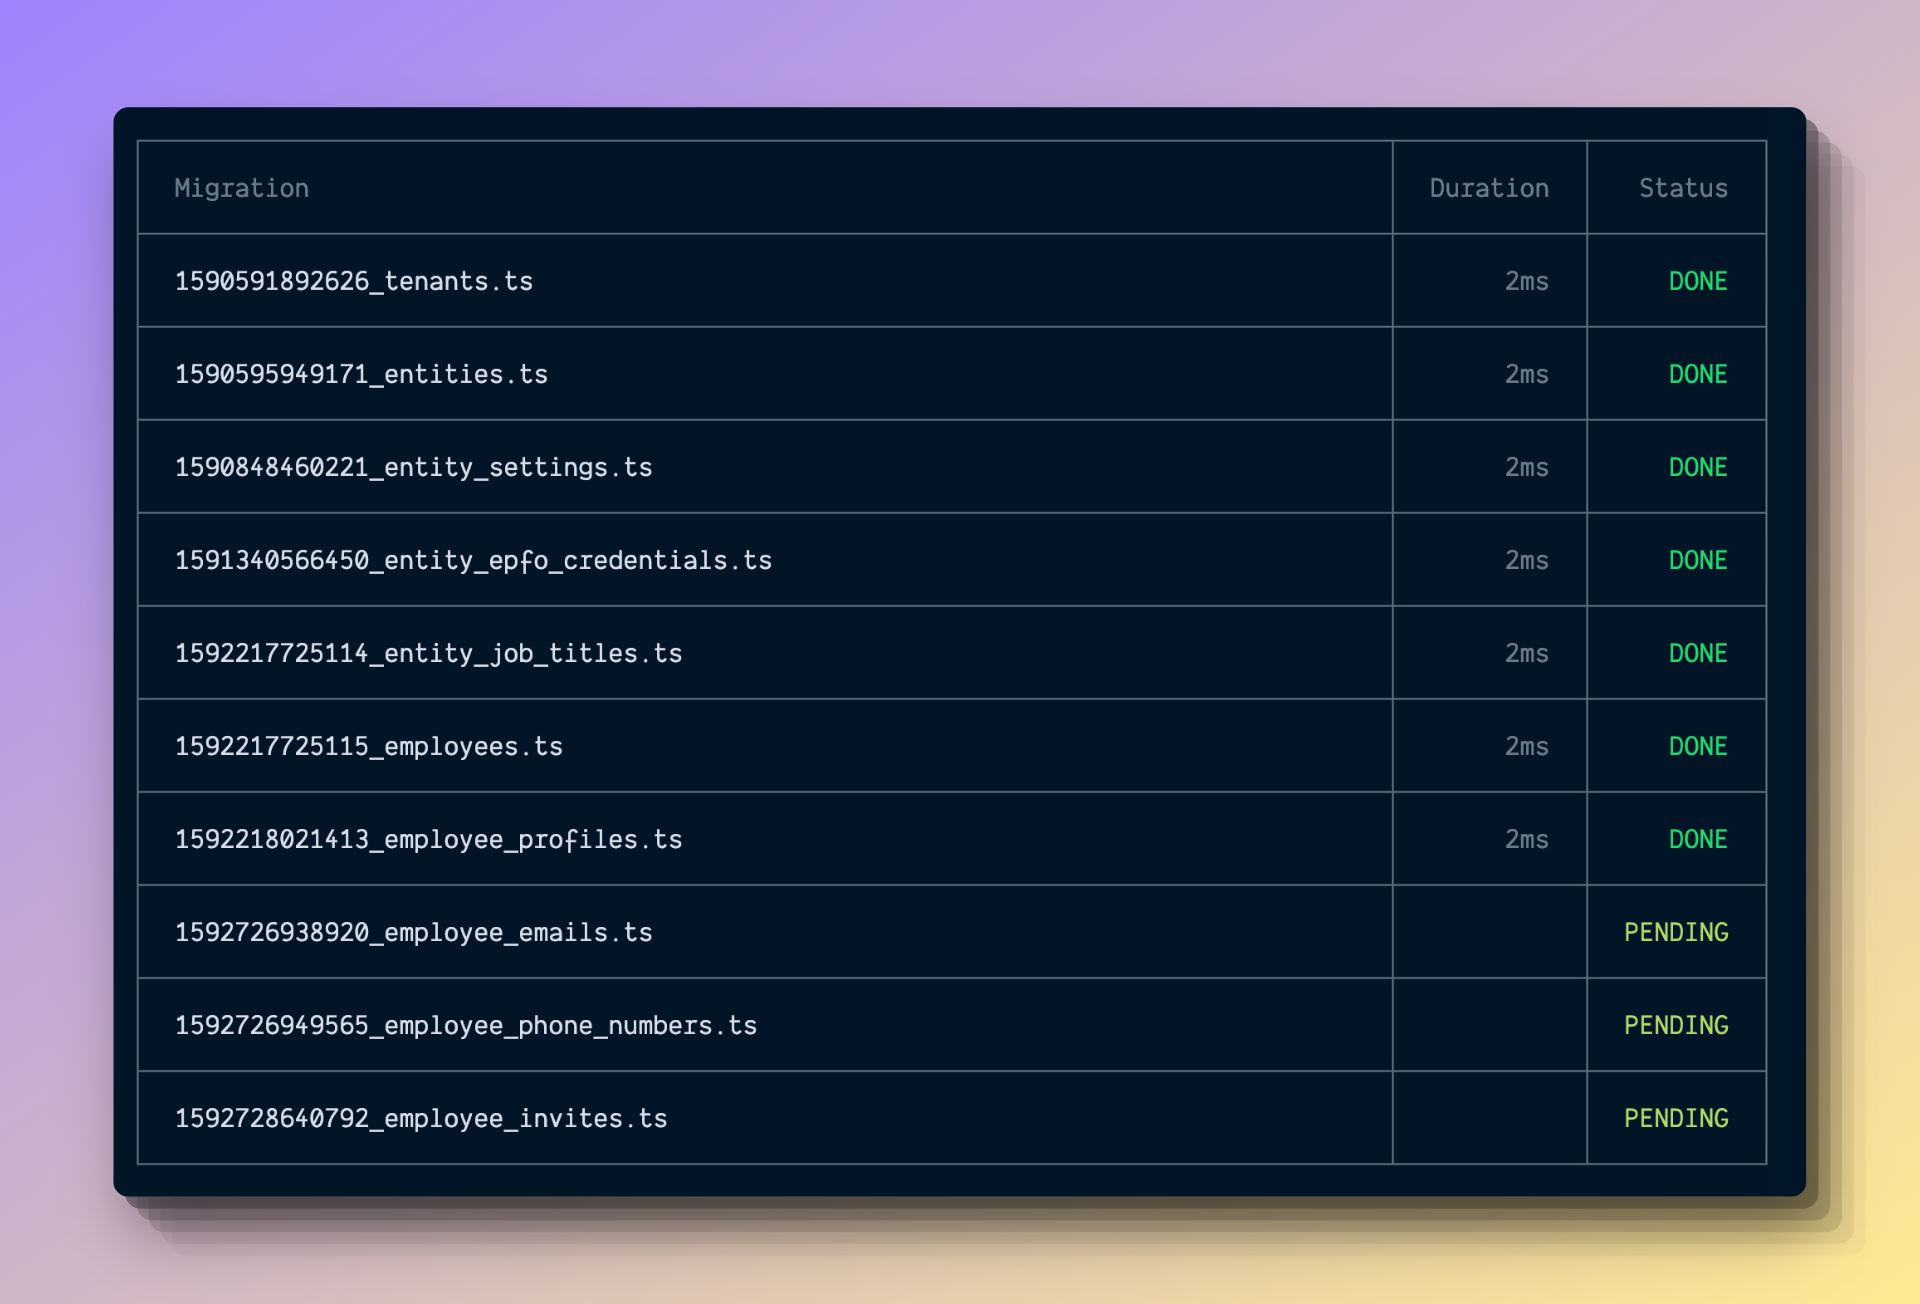 Migration Duration Status
1590591892626_tenants.ts 2ms DONE
1590595949171_entities.ts 2ms DONE
1590848460221_entity_settings.ts 2ms DONE
1591340566450_entity_epfo_credentials.ts 2ms DONE
1592217725114_entity_job_titles.ts 2ms DONE
1592217725115_employees.ts 2ms DONE
1592218021413_employee_profiles.ts 2ms DONE
1592726938920_employee_emails.ts PENDING
1592726949565_employee_phone_numbers.ts PENDING
1592728640792_employee_invites.ts PENDING